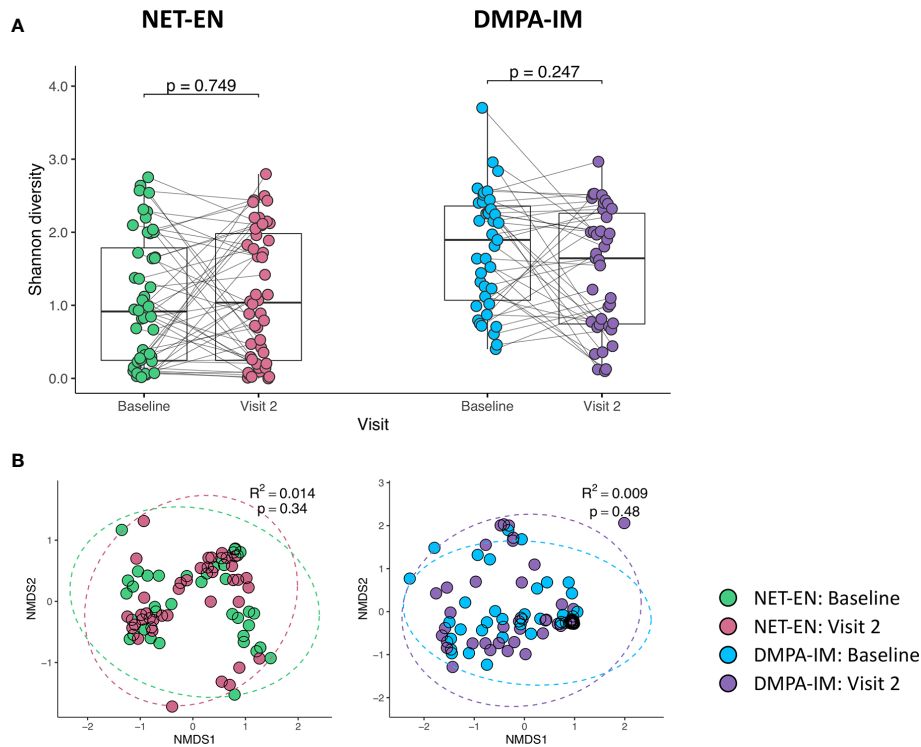 A
NET-EN
DMPA-IM
Shannon diversity
4.0
3.0
2.0
1.0
0.0
p = 0.749
p = 0.247
Baseline
Visit 2
Baseline
Visit 2
Visit
B
NMDS2
1
0
−1
R² = 0.014
p = 0.34
−2
−1
0
1
2
NMDS1
NMDS2
3
2
1
0
−1
−2
R² = 0.009
p = 0.48
−2
−1
0
1
2
NMDS1
NET-EN: Baseline
NET-EN: Visit 2
DMPA-IM: Baseline
DMPA-IM: Visit 2